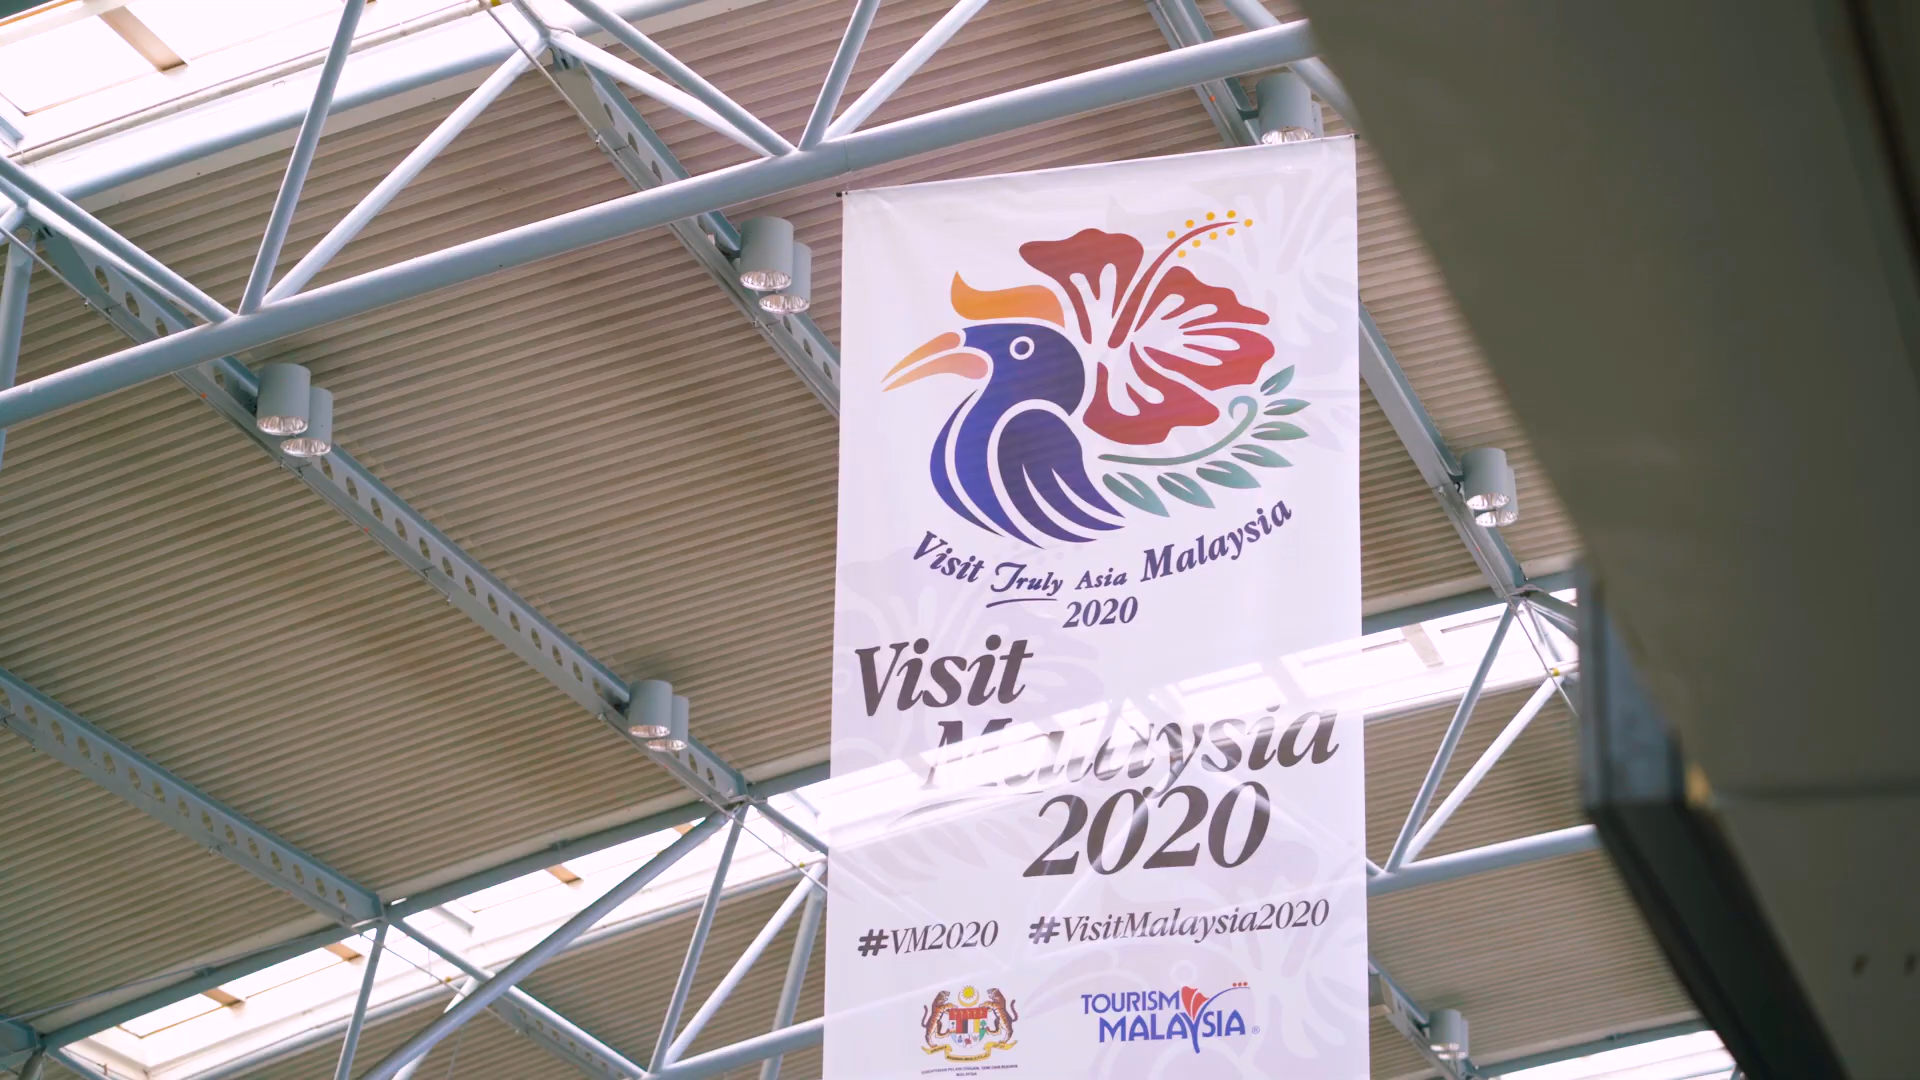 Visit Truly Asia Malaysia
2020
Visit
Malaysia
2020
#VM2020 #VisitMalaysia2020
TOURISM
MALAYSIA